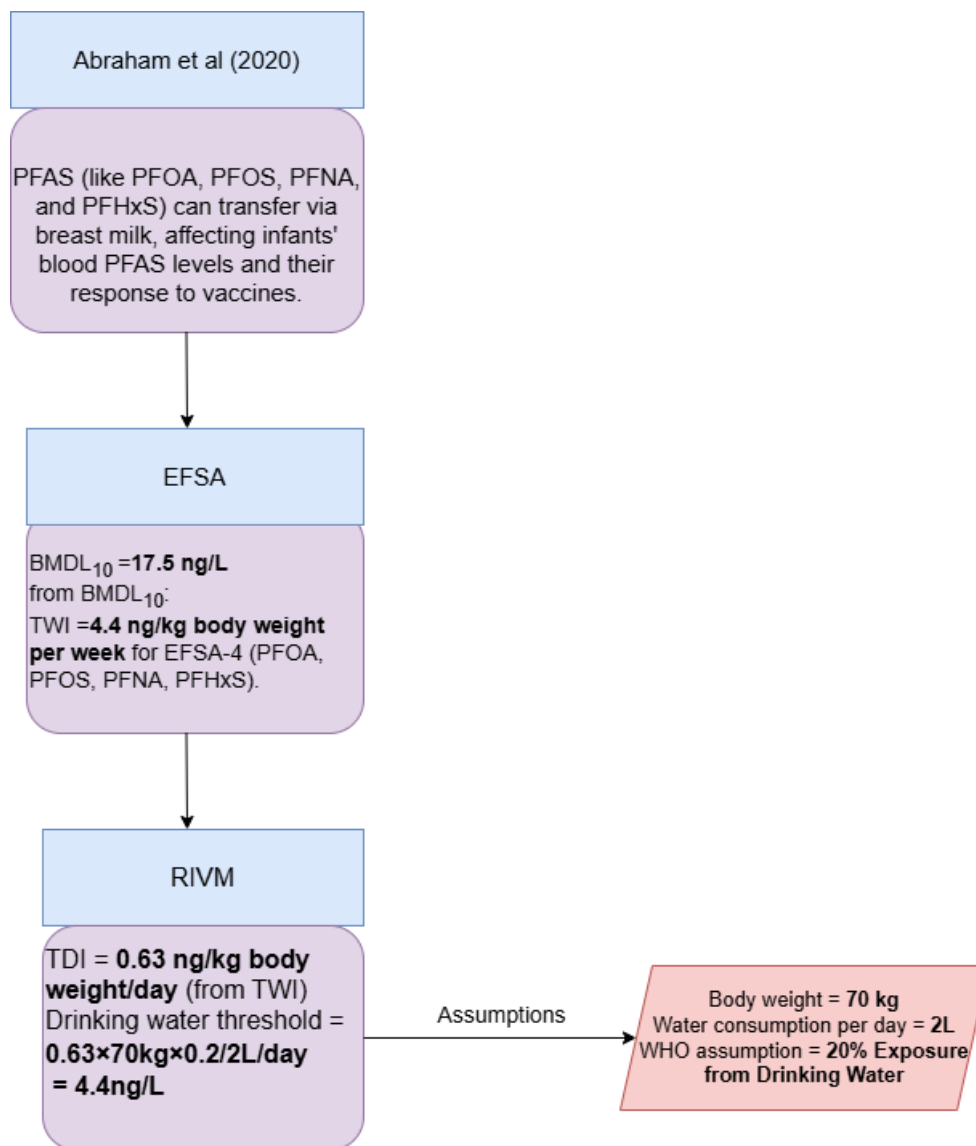 Abraham et al (2020)
PFAS (like PFOA, PFOS, PFNA,
and PFHxS) can transfer via
breast milk, affecting infants'
blood PFAS levels and their
response to vaccines.
EFSA
BMDL10 =17.5 ng/L
from BMDL10:
TWI =4.4 ng/kg body weight
per week for EFSA-4 (PFOA,
PFOS, PFNA, PFHxS).
RIVM
TDI = 0.63 ng/kg body
weight/day (from TWI)
Drinking water threshold =
0.63×70kg×0.2/2L/day
= 4.4ng/L
Assumptions
Body weight = 70 kg
Water consumption per day = 2L
WHO assumption = 20% Exposure
from Drinking Water